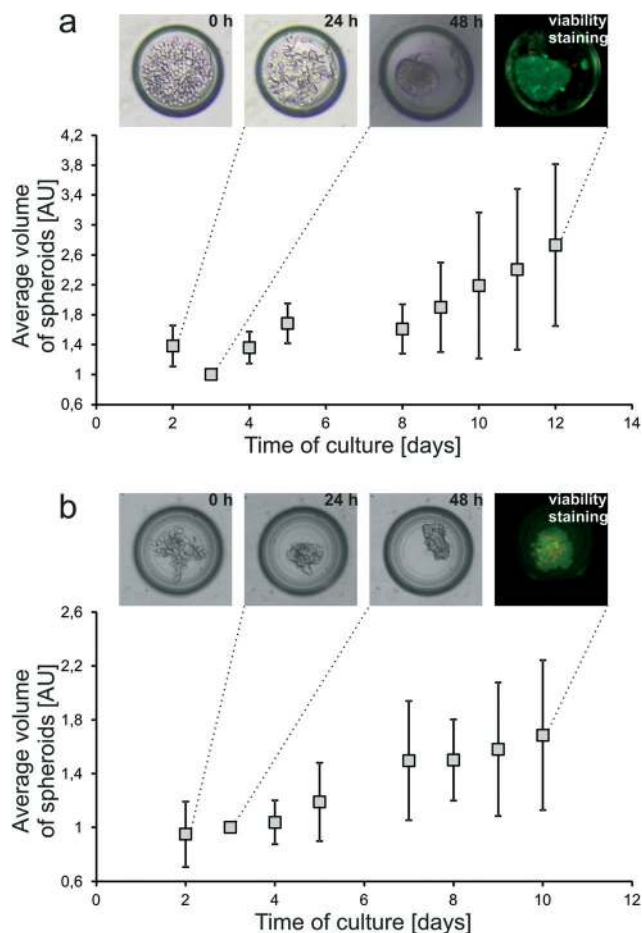 a
0 h
24 h
48 h
viability
staining
Average volume
of spheroids [AU]
4,2
3,8
3,4
3
2,6
2,2
1,8
1,4
1
0,6
0
2
4
6
8
10
12
14
Time of culture [days]
b
0 h
24 h
48 h
viability
staining
Average volume
of spheroids [AU]
2,6
2,2
1,8
1,4
1
0,6
0
2
4
6
8
10
12
Time of culture [days]